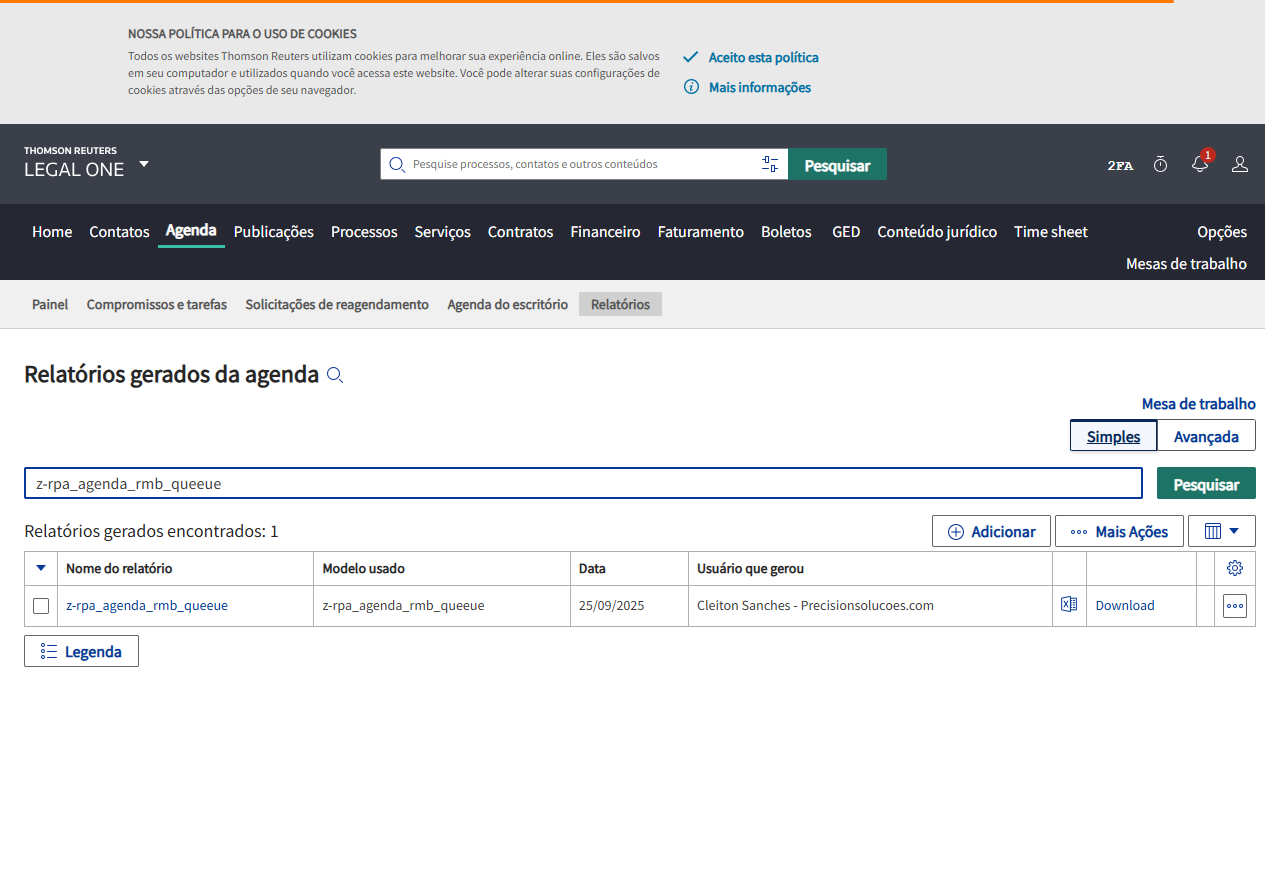 NOSSA POLÍTICA PARA O USO DE COOKIES
Todos os websites Thomson Reuters utilizam cookies para melhorar sua experiência online. Eles são salvos
em seu computador e utilizados quando você acessa este website. Você pode alterar suas configurações de
cookies através das opções de seu navegador.
Aceito esta política
Mais informações
THOMSON REUTERS
LEGAL ONE
Pesquise processos, contatos e outros conteúdos
Pesquisar
2FA
1
Home Contatos Agenda Publicações Processos Serviços Contratos Financeiro Faturamento Boletos GED Conteúdo jurídico Time sheet Opções
Mesas de trabalho
Painel Compromissos e tarefas Solicitações de reagendamento Agenda do escritório Relatórios
Relatórios gerados da agenda
Mesa de trabalho
Simples Avançada
z-rpa_agenda_rmb_queeue Pesquisar
Relatórios gerados encontrados: 1 Adicionar Mais Ações
Nome do relatório Modelo usado Data Usuário que gerou
z-rpa_agenda_rmb_queeue z-rpa_agenda_rmb_queeue 25/09/2025 Cleiton Sanches - Precisionsolucoes.com Download
Legenda